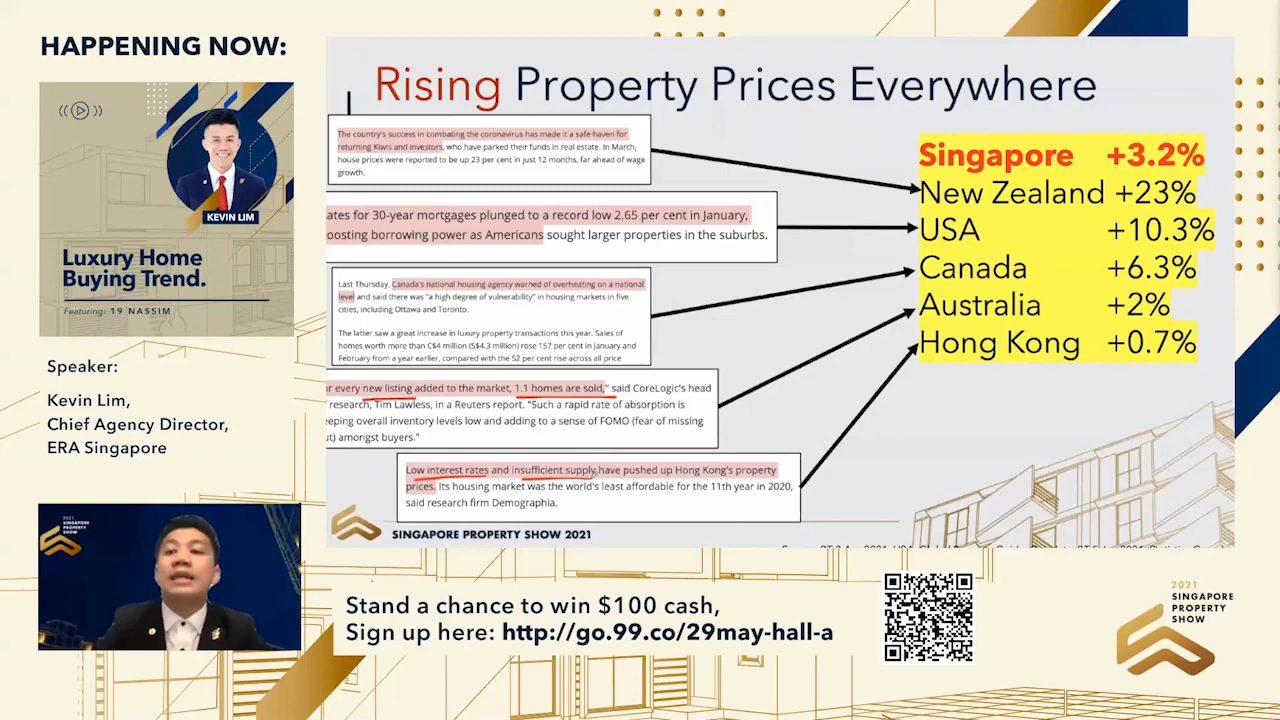 HAPPENING NOW:
KEVIN LIM
Luxury Home
Buying Trend.
Featuring: 19 NASSIM
Speaker:
Kevin Lim,
Chief Agency Director,
ERA Singapore
2021
SINGAPORE
PROPERTY
SHOW
Rising Property Prices Everywhere
The country's success in combating the coronavirus has made it a safe haven for
returning Kiwis and investors, who have parked their funds in real estate. In March,
house prices were reported to be up 23 per cent in just 12 months, far ahead of wage
growth.
ates for 30-year mortgages plunged to a record low 2.65 per cent in January,
oosting borrowing power as Americans sought larger properties in the suburbs.
Last Thursday, Canada's national housing agency warned of overheating on a national
level and said there was "a high degree of vulnerability" in housing markets in five
cities, including Ottawa and Toronto.
The latter saw a great increase in luxury property transactions this year. Sales of
homes worth more than C$4 million (S$4.3 million) rose 157 per cent in January and
February from a year earlier, compared with the 52 per cent rise across all price
r every new listing added to the market, 1.1 homes are sold," said CoreLogic's head
research, Tim Lawless, in a Reuters report. "Such a rapid rate of absorption is
eeping overall inventory levels low and adding to a sense of FOMO (fear of missing
ut) amongst buyers."
Low interest rates and insufficient supply have pushed up Hong Kong's property
prices. Its housing market was the world's least affordable for the 11th year in 2020,
said research firm Demographia.
Singapore +3.2%
New Zealand +23%
USA +10.3%
Canada +6.3%
Australia +2%
Hong Kong +0.7%
SINGAPORE PROPERTY SHOW 2021
Stand a chance to win $100 cash,
Sign up here: http://go.99.co/29may-hall-a
2021
SINGAPORE
PROPERTY
SHOW